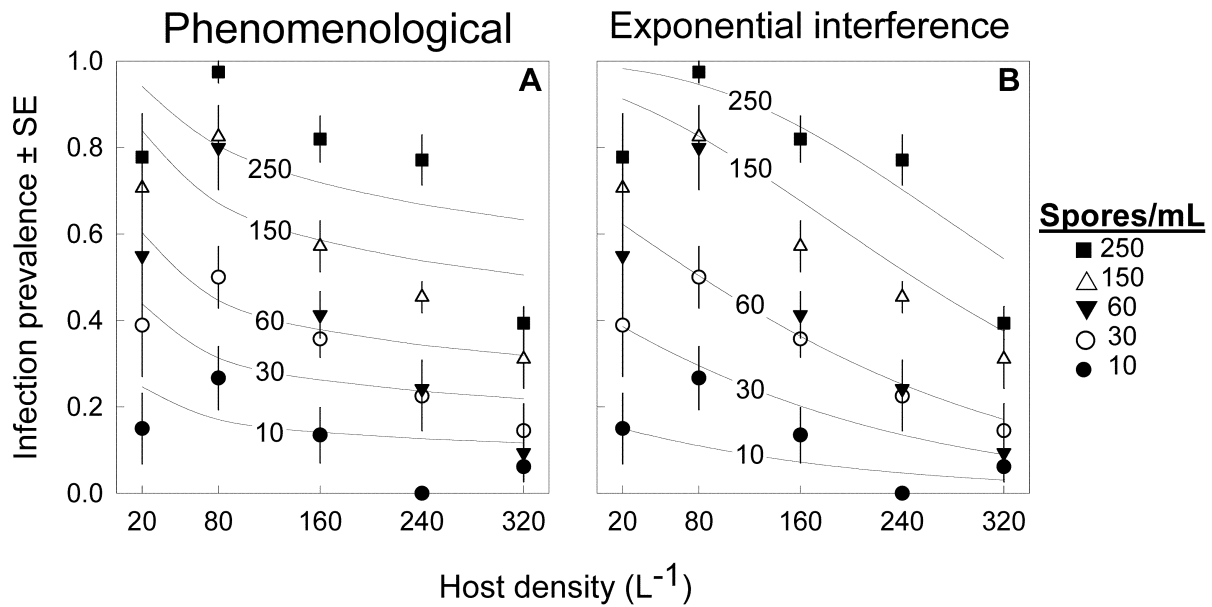 Phenomenological
Exponential interference
A
B
Infection prevalence ± SE
1.0
0.8
0.6
0.4
0.2
0.0
250
150
60
30
10
250
150
60
30
10
20 80 160 240 320
20 80 160 240 320
Host density (L⁻¹)
Spores/mL
250
150
60
30
10